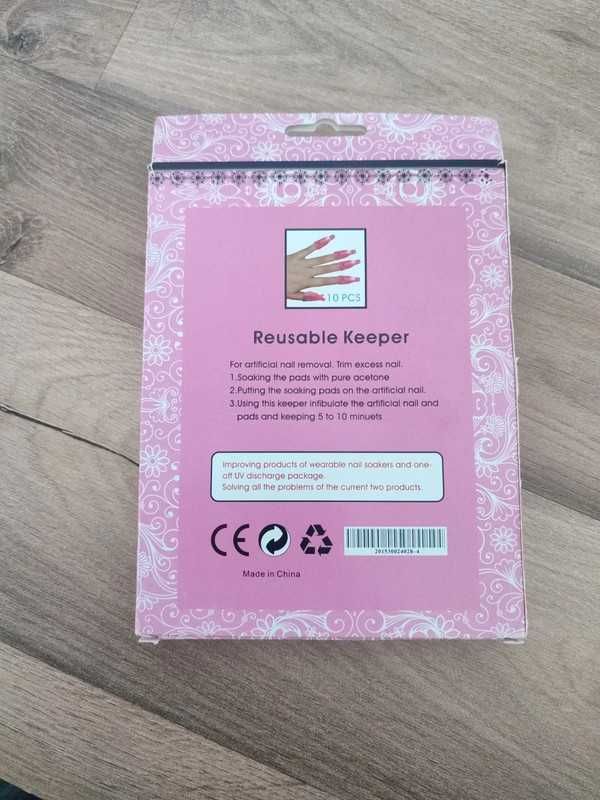 10 PCS
Reusable Keeper
For artificial nail removal. Trim excess nail.
1.Soaking the pads with pure acetone
2.Putting the soaking pads on the artificial nail.
3.Using this keeper infibulate the artificial nail and
pads and keeping 5 to 10 minuets
Improving products of wearable nail soakers and one-
off UV discharge package.
Solving all the problems of the current two products.
CE
201530024028-4
Made in China